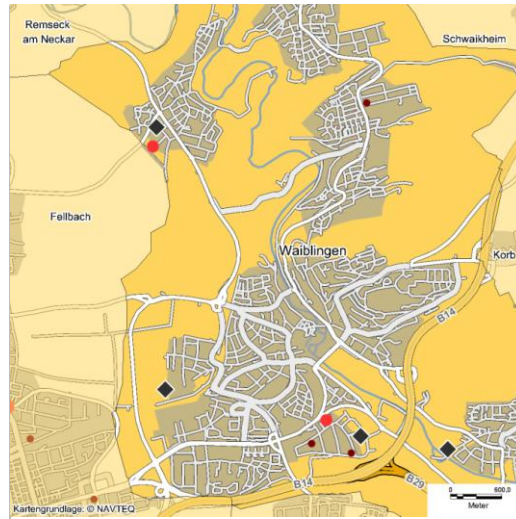 Remseck
am Neckar
Schwaikheim
Fellbach
Waiblingen
Korb
B14
B14
B29
0 600,0
Meter
Kartengrundlage: © NAVTEQ